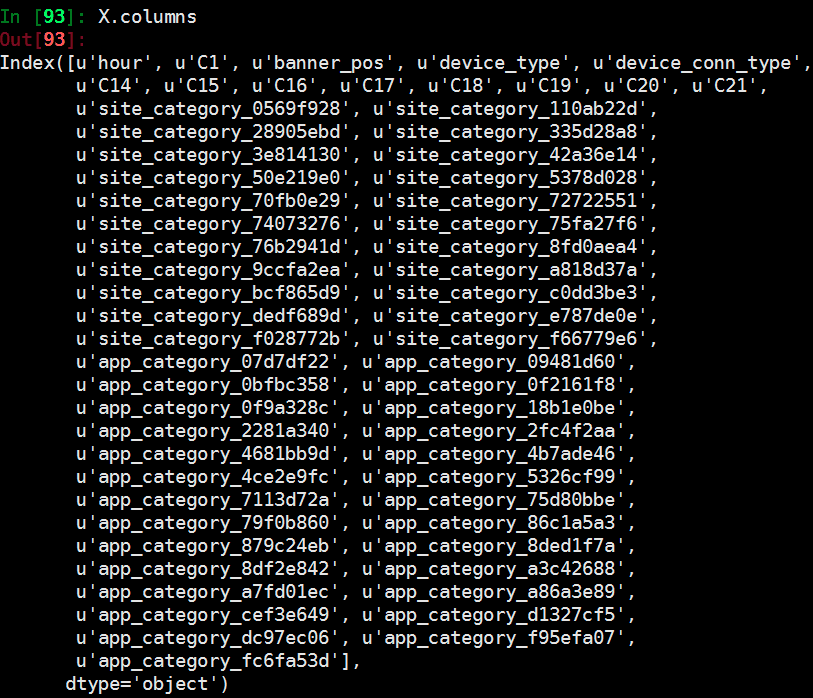 In [93]: X.columns
Out[93]:
Index([u'hour', u'C1', u'banner_pos', u'device_type', u'device_conn_type',
       u'C14', u'C15', u'C16', u'C17', u'C18', u'C19', u'C20', u'C21',
       u'site_category_0569f928', u'site_category_110ab22d',
       u'site_category_28905ebd', u'site_category_335d28a8',
       u'site_category_3e814130', u'site_category_42a36e14',
       u'site_category_50e219e0', u'site_category_5378d028',
       u'site_category_70fb0e29', u'site_category_72722551',
       u'site_category_74073276', u'site_category_75fa27f6',
       u'site_category_76b2941d', u'site_category_8fd0aea4',
       u'site_category_9ccfa2ea', u'site_category_a818d37a',
       u'site_category_bcf865d9', u'site_category_c0dd3be3',
       u'site_category_dedf689d', u'site_category_e787de0e',
       u'site_category_f028772b', u'site_category_f66779e6',
       u'app_category_07d7df22', u'app_category_09481d60',
       u'app_category_0bfbc358', u'app_category_0f2161f8',
       u'app_category_0f9a328c', u'app_category_18b1e0be',
       u'app_category_2281a340', u'app_category_2fc4f2aa',
       u'app_category_4681bb9d', u'app_category_4b7ade46',
       u'app_category_4ce2e9fc', u'app_category_5326cf99',
       u'app_category_7113d72a', u'app_category_75d80bbe',
       u'app_category_79f0b860', u'app_category_86c1a5a3',
       u'app_category_879c24eb', u'app_category_8ded1f7a',
       u'app_category_8df2e842', u'app_category_a3c42688',
       u'app_category_a7fd01ec', u'app_category_a86a3e89',
       u'app_category_cef3e649', u'app_category_d1327cf5',
       u'app_category_dc97ec06', u'app_category_f95efa07',
       u'app_category_fc6fa53d'],
      dtype='object')